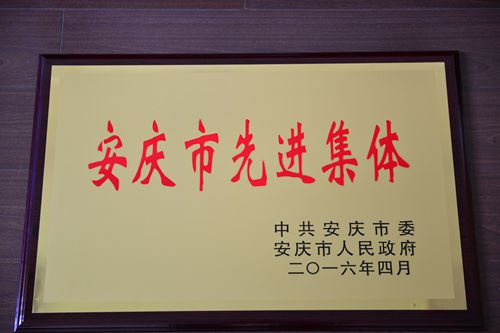 安庆市先进集体
中共安庆市委
安庆市人民政府
二〇一六年四月